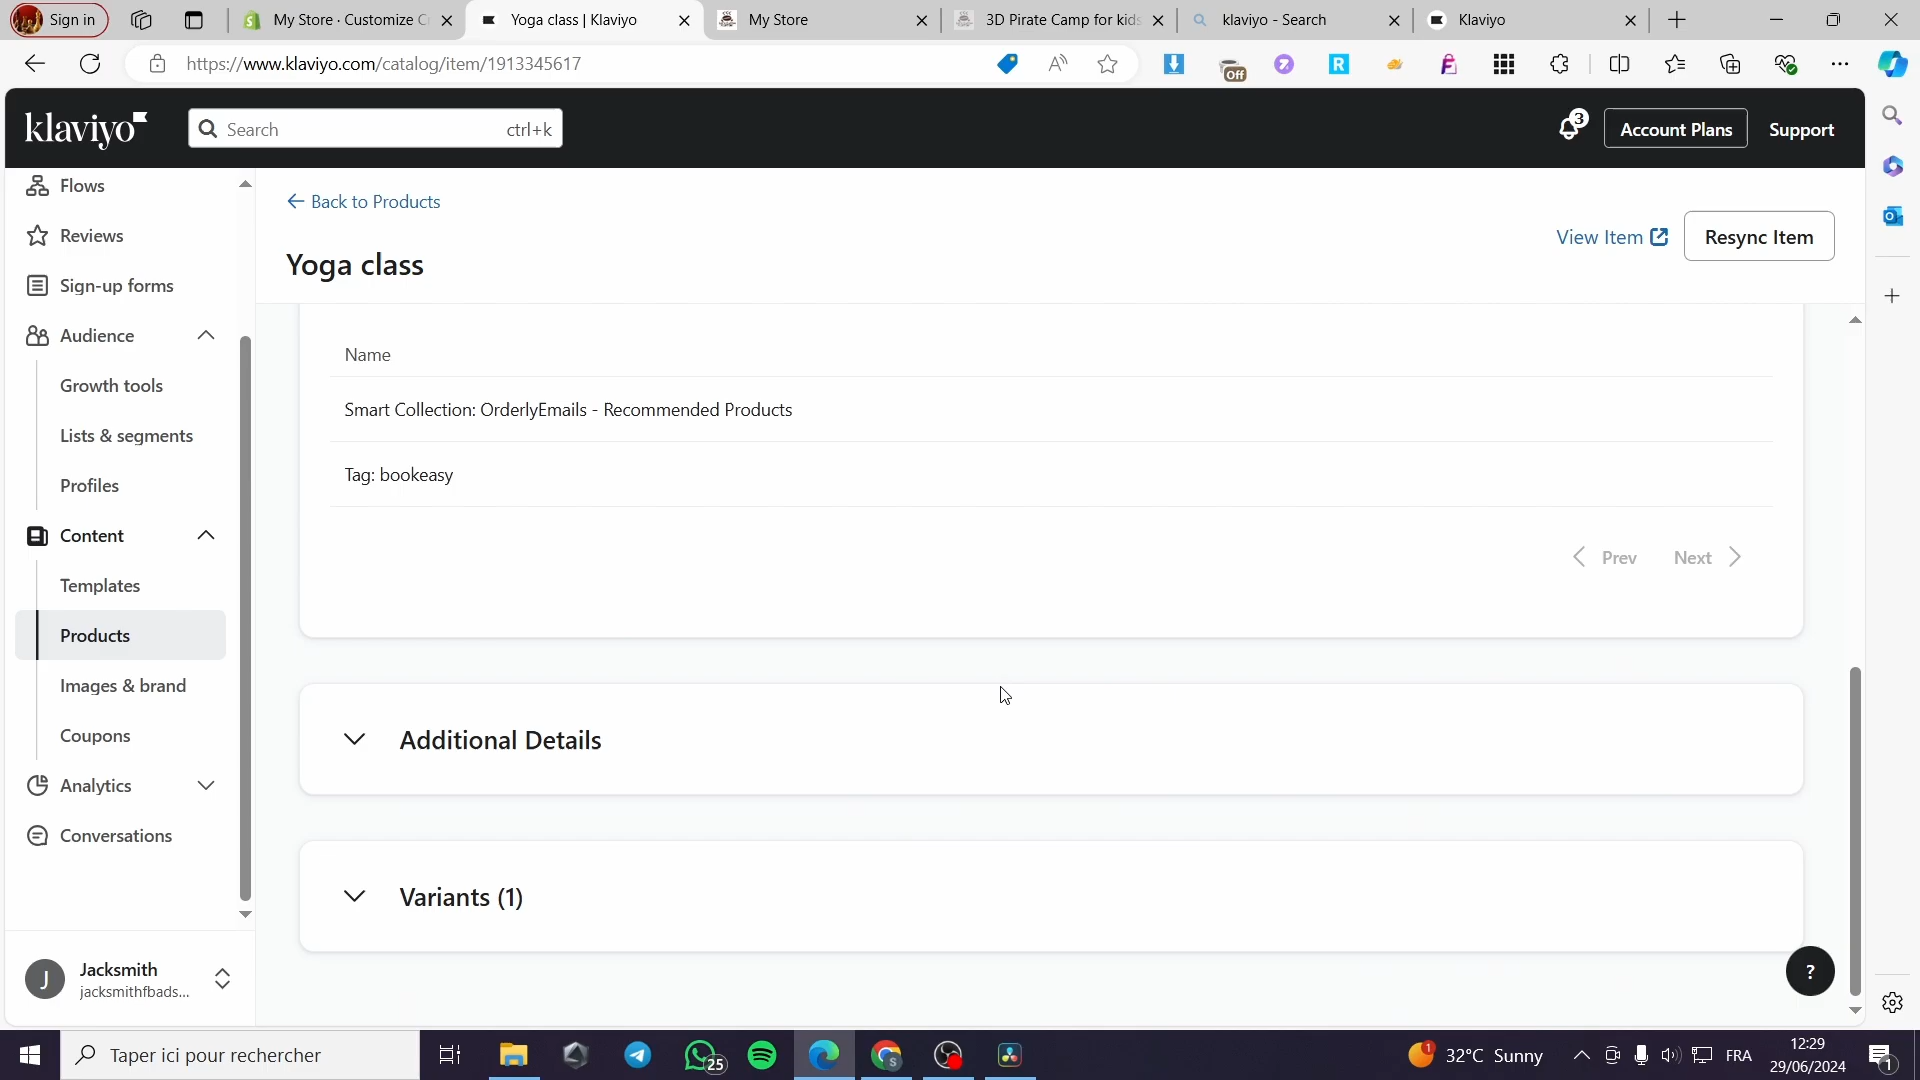 Sign in
My Store · Customize C
Yoga class | Klaviyo
My Store
3D Pirate Camp for kids
klaviyo - Search
Klaviyo
https://www.klaviyo.com/catalog/item/1913345617
Off
klaviyo
Search
ctrl+k
3
Account Plans
Support
Flows
Reviews
Sign-up forms
Audience
Growth tools
Lists & segments
Profiles
Content
Templates
Products
Images & brand
Coupons
Analytics
Conversations
J
Jacksmith
jacksmithfbads...
Back to Products
Yoga class
View Item
Resync Item
Name
Smart Collection: OrderlyEmails - Recommended Products
Tag: bookeasy
Prev
Next
Additional Details
Variants (1)
?
Taper ici pour rechercher
25
1
32°C Sunny
FRA
12:29
29/06/2024
1